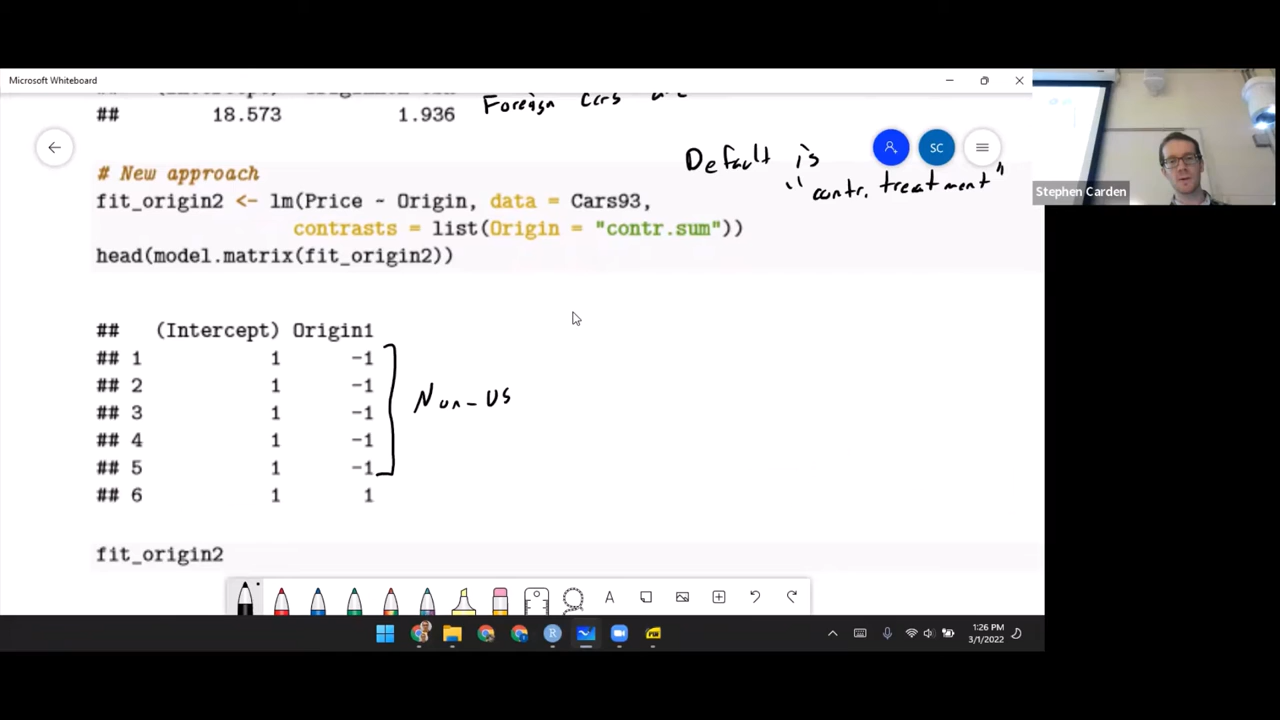 Microsoft Whiteboard
## 18.573 1.936
Foreign cars
# New approach
fit_origin2 <- lm(Price ~ Origin, data = Cars93,
contrasts = list(Origin = "contr.sum"))
head(model.matrix(fit_origin2))
Default is
"contr. treatment"
SC
Stephen Carden
## (Intercept) Origin1
## 1 1 -1
## 2 1 -1
## 3 1 -1
## 4 1 -1
## 5 1 -1
## 6 1 1
Non-US
fit_origin2
A
1:26 PM
3/1/2022